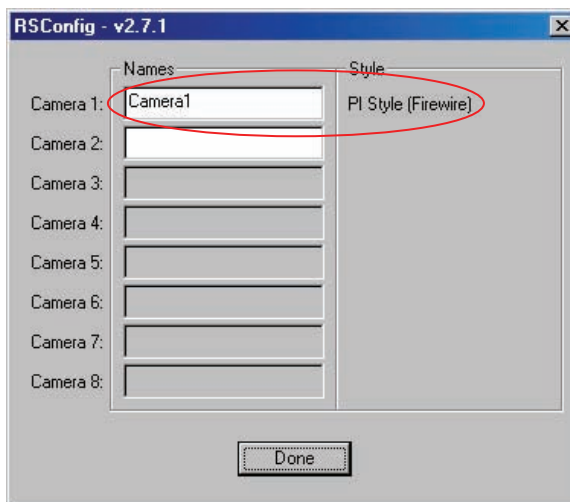 RSConfig - v2.7.1
Names Style
Camera 1: Camera1 PI Style (Firewire)
Camera 2:
Camera 3:
Camera 4:
Camera 5:
Camera 6:
Camera 7:
Camera 8:
Done